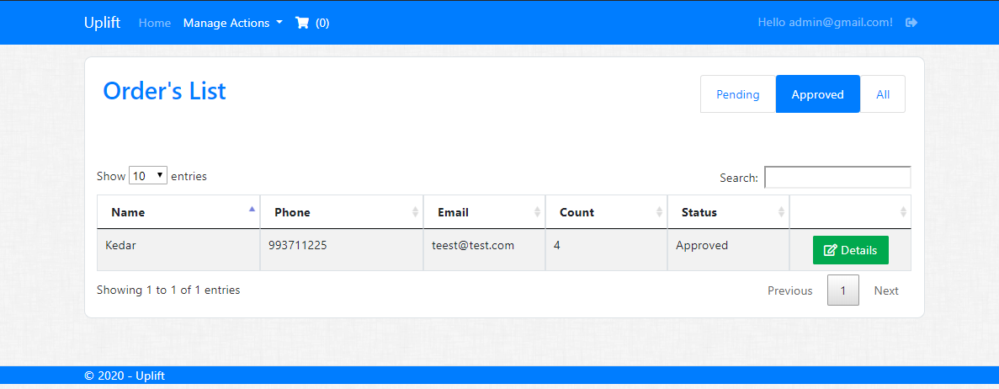 Uplift Home Manage Actions (0) Hello admin@gmail.com!
Order's List
Pending Approved All
Show 10 entries Search:
Name Phone Email Count Status
Kedar 993711225 teest@test.com 4 Approved Details
Showing 1 to 1 of 1 entries Previous 1 Next
© 2020 - Uplift